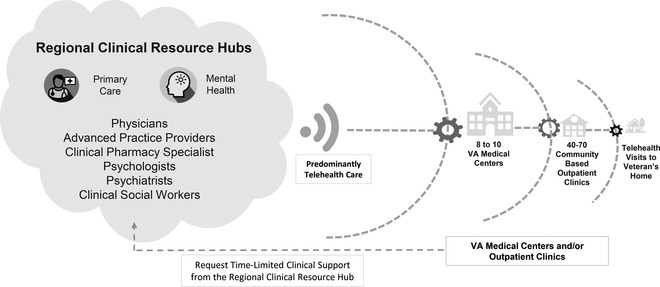 Regional Clinical Resource Hubs
Primary
Care
Mental
Health
Physicians
Advanced Practice Providers
Clinical Pharmacy Specialist
Psychologists
Psychiatrists
Clinical Social Workers
Predominantly
Telehealth Care
8 to 10
VA Medical
Centers
40-70
Community
Based
Outpatient
Clinics
Telehealth
Visits to
Veteran's
Home
VA Medical Centers and/or
Outpatient Clinics
Request Time-Limited Clinical Support
from the Regional Clinical Resource Hub